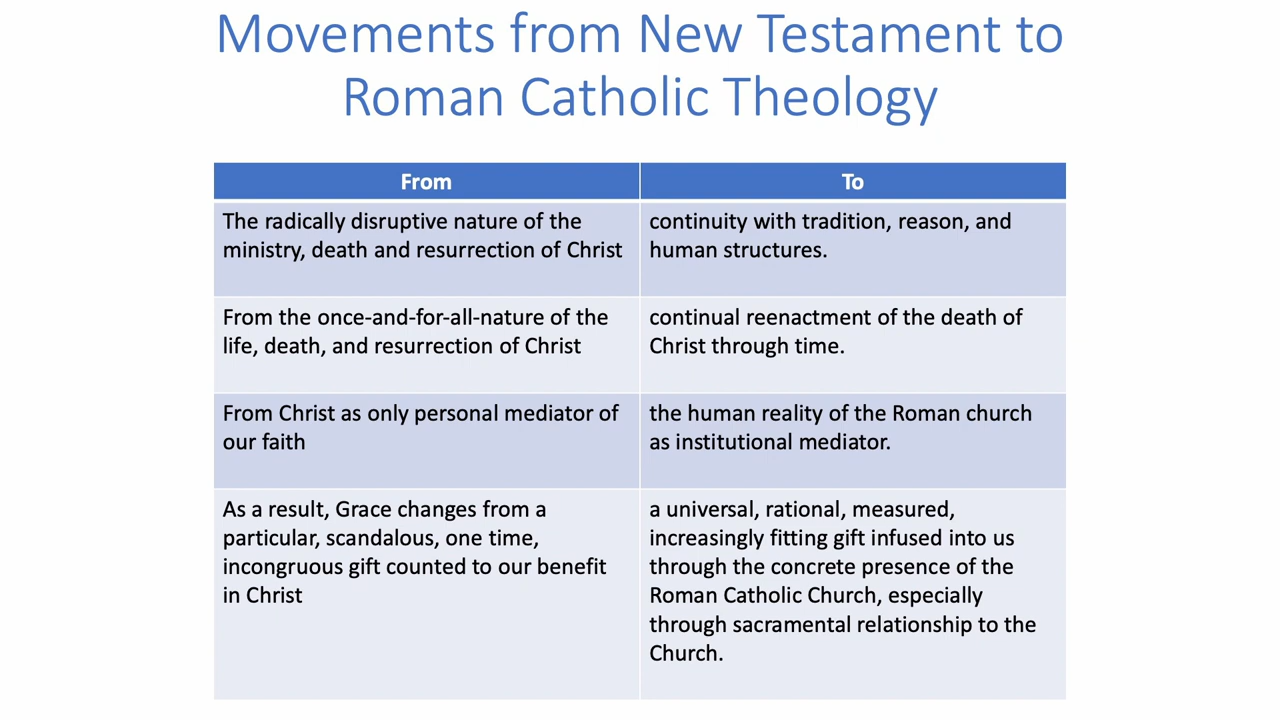 Movements from New Testament to
Roman Catholic Theology
From
To
The radically disruptive nature of the
ministry, death and resurrection of Christ
continuity with tradition, reason, and
human structures.
From the once-and-for-all-nature of the
life, death, and resurrection of Christ
continual reenactment of the death of
Christ through time.
From Christ as only personal mediator of
our faith
the human reality of the Roman church
as institutional mediator.
As a result, Grace changes from a
particular, scandalous, one time,
incongruous gift counted to our benefit
in Christ
a universal, rational, measured,
increasingly fitting gift infused into us
through the concrete presence of the
Roman Catholic Church, especially
through sacramental relationship to the
Church.